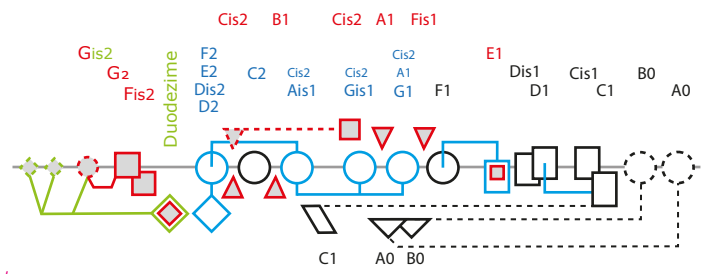 Cis2 B1 Cis2 A1 Fis1
Gis2 F2 Cis2 E1
G2 E2 C2 Cis2 Cis2 A1 Dis1 Cis1 B0 A0
Fis2 Dis2 Ais1 Gis1 G1 F1 D1 C1
D2
Duodezime
C1 A0 B0